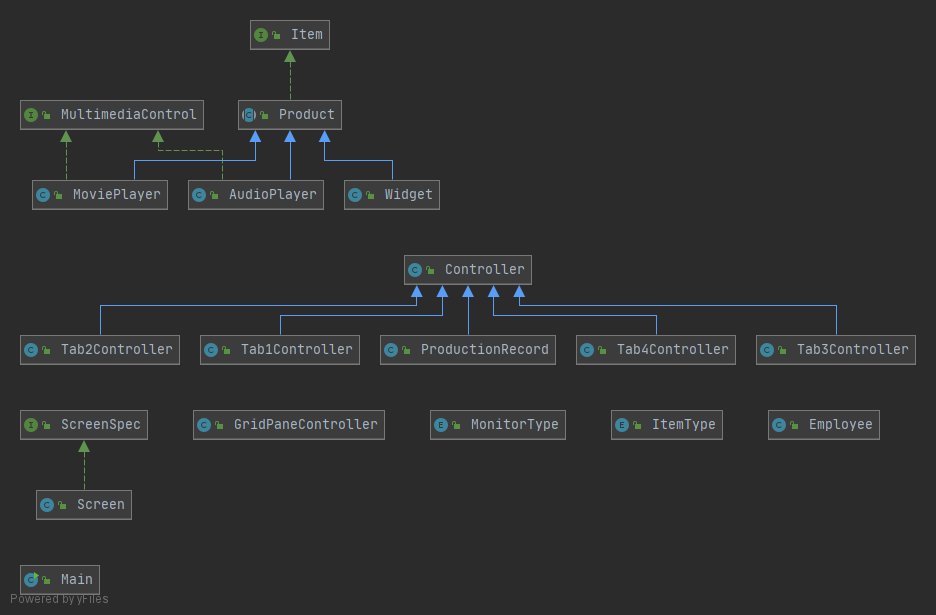 Item
MultimediaControl
Product
MoviePlayer
AudioPlayer
Widget
Controller
Tab2Controller
Tab1Controller
ProductionRecord
Tab4Controller
Tab3Controller
ScreenSpec
GridPaneController
MonitorType
ItemType
Employee
Screen
Main
Powered by yFiles